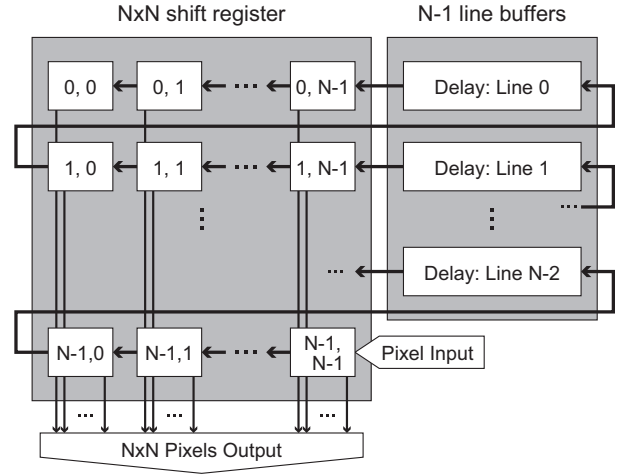 NxN shift register
N-1 line buffers
0, 0
0, 1
...
0, N-1
Delay: Line 0
1, 0
1, 1
...
1, N-1
Delay: Line 1
...
...
...
...
Delay: Line N-2
N-1,0
N-1,1
...
N-1,
N-1
Pixel Input
...
...
...
NxN Pixels Output